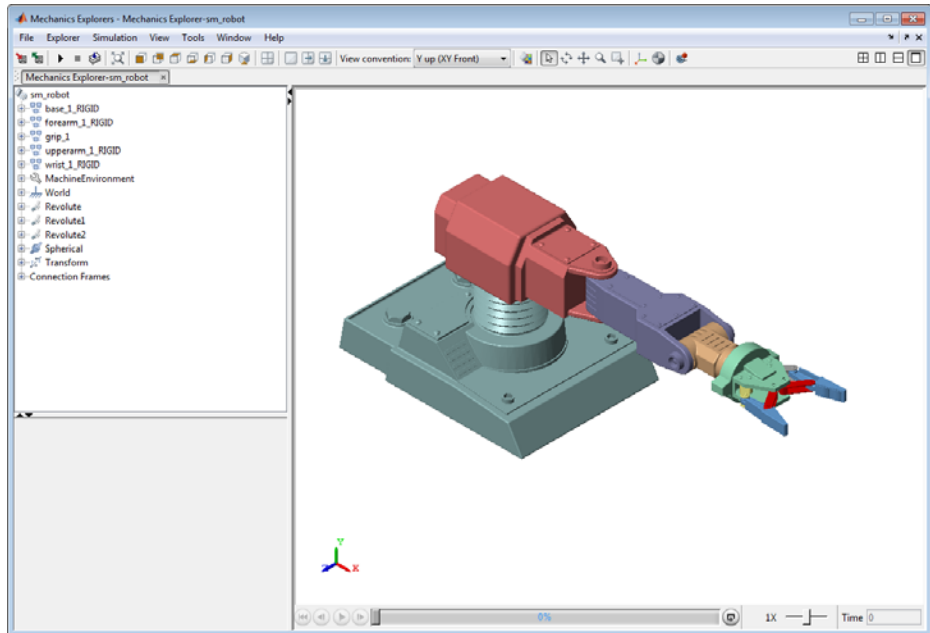 Mechanics Explorers - Mechanics Explorer-sm_robot
File Explorer Simulation View Tools Window Help
View convention: Y up (XY Front)
Mechanics Explorer-sm_robot
sm_robot
base_1_RIGID
forearm_1_RIGID
grip_1
upperarm_1_RIGID
wrist_1_RIGID
MachineEnvironment
World
Revolute
Revolute1
Revolute2
Spherical
Transform
Connection Frames
Y
Z X
0% 1X Time 0